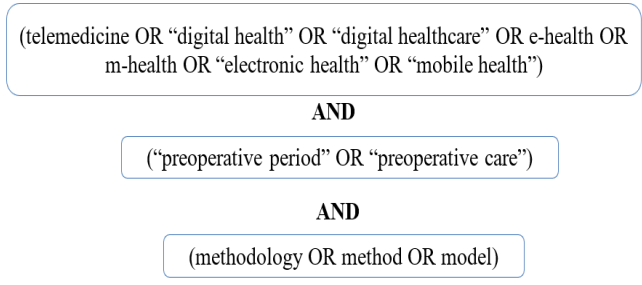 (telemedicine OR “digital health” OR “digital healthcare” OR e-health OR
m-health OR “electronic health” OR “mobile health”)
AND
(“preoperative period” OR “preoperative care”)
AND
(methodology OR method OR model)